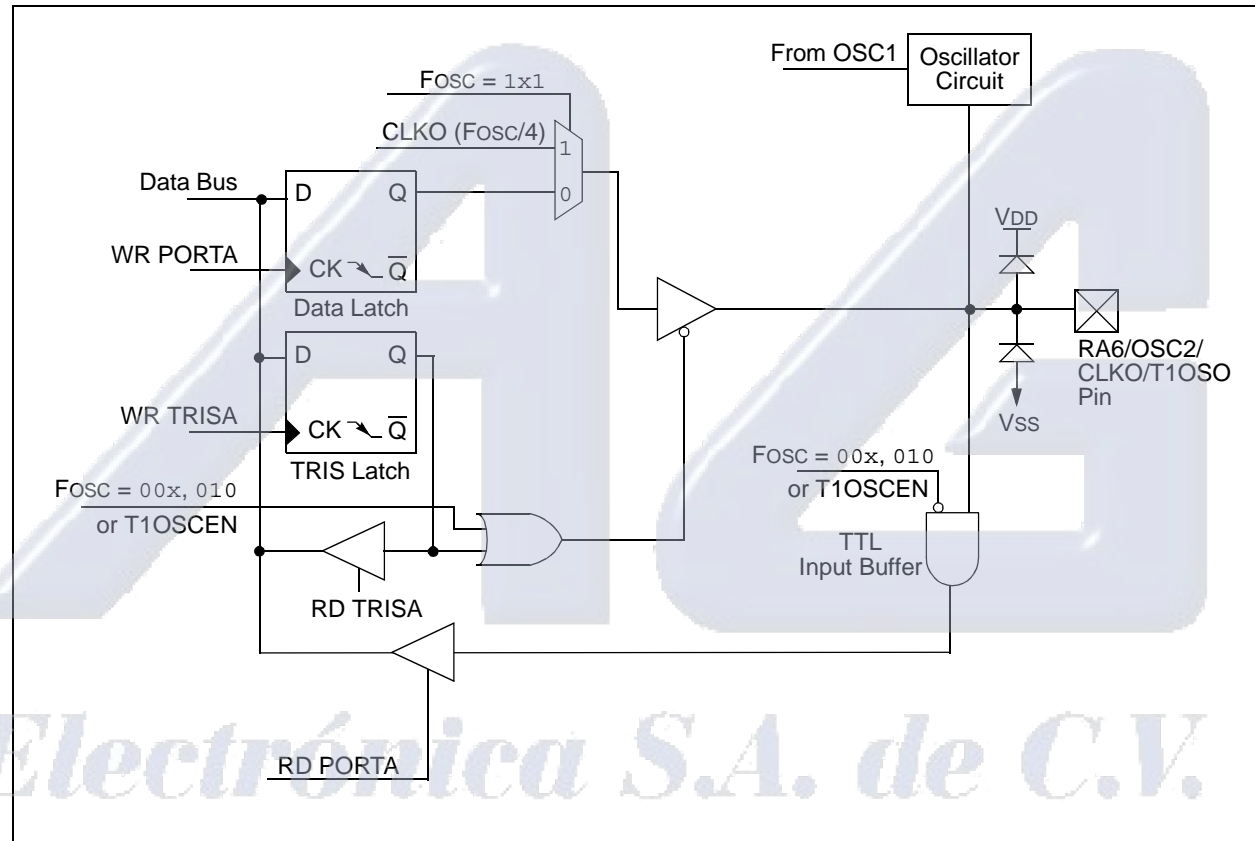 From OSC1
Oscillator
Circuit
FOSC = 1x1
CLKO (FOSC/4)
1
0
Data Bus
D
Q
WR PORTA
CK
Q
Data Latch
VDD
RA6/OSC2/
CLKO/T1OSO
Pin
VSS
D
Q
WR TRISA
CK
Q
TRIS Latch
FOSC = 00x, 010
or T1OSCEN
FOSC = 00x, 010
or T1OSCEN
TTL
Input Buffer
RD TRISA
RD PORTA
AG
Electrónica S.A. de C.V.